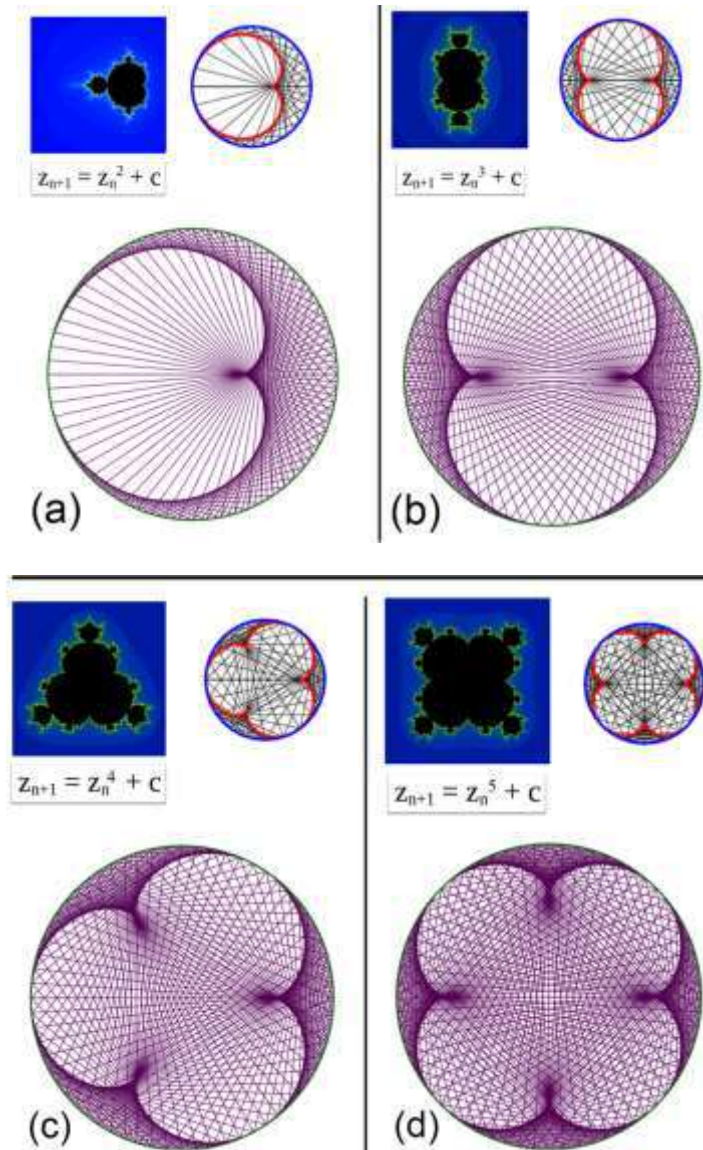 zₙ₊₁ = zₙ² + c
zₙ₊₁ = zₙ³ + c
(a)
(b)
zₙ₊₁ = zₙ⁴ + c
zₙ₊₁ = zₙ⁵ + c
(c)
(d)